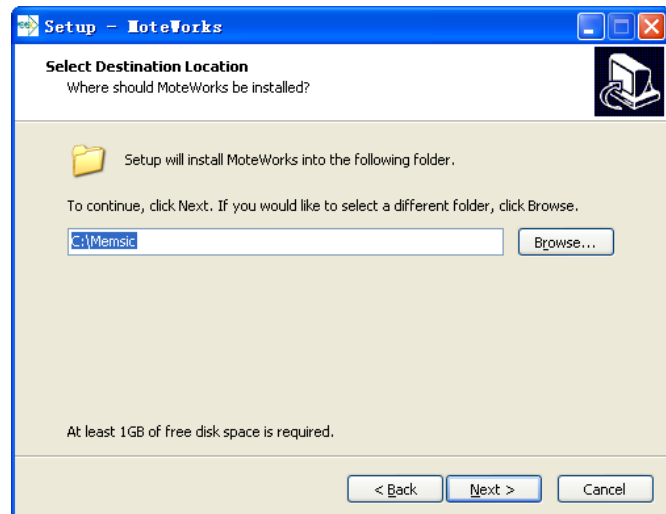 Setup - MoteWorks
Select Destination Location
Where should MoteWorks be installed?
Setup will install MoteWorks into the following folder.
To continue, click Next. If you would like to select a different folder, click Browse.
C:\Memsic
Browse...
At least 1GB of free disk space is required.
< Back
Next >
Cancel